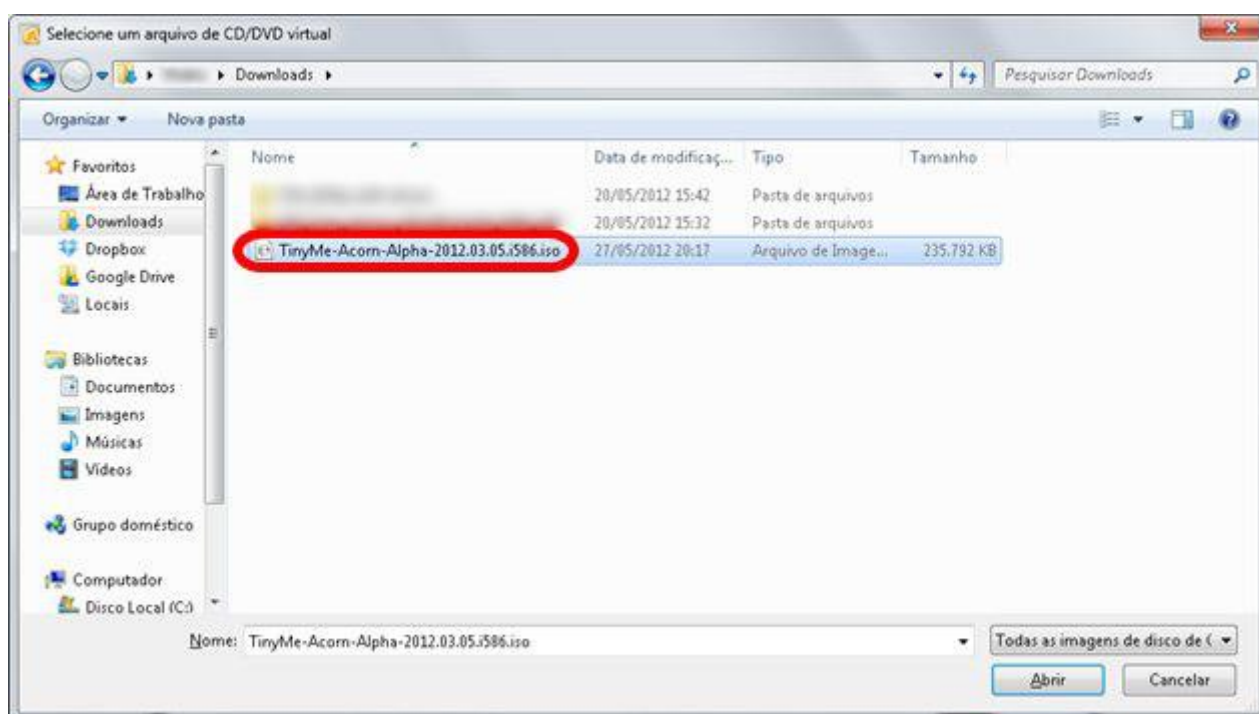 Selecione um arquivo de CD/DVD virtual
Downloads
Pesquisar Downloads
Organizar
Nova pasta
Nome
Data de modificaç...
Tipo
Tamanho
20/05/2012 15:42
Pasta de arquivos
20/05/2012 15:32
Pasta de arquivos
TinyMe-Acorn-Alpha-2012.03.05.i586.iso
27/05/2012 20:17
Arquivo de Image...
235.792 KB
Favoritos
Área de Trabalho
Downloads
Dropbox
Google Drive
Locais
Bibliotecas
Documentos
Imagens
Músicas
Vídeos
Grupo doméstico
Computador
Disco Local (C:)
Nome: TinyMe-Acorn-Alpha-2012.03.05.i586.iso
Todas as imagens de disco de (
Abrir
Cancelar